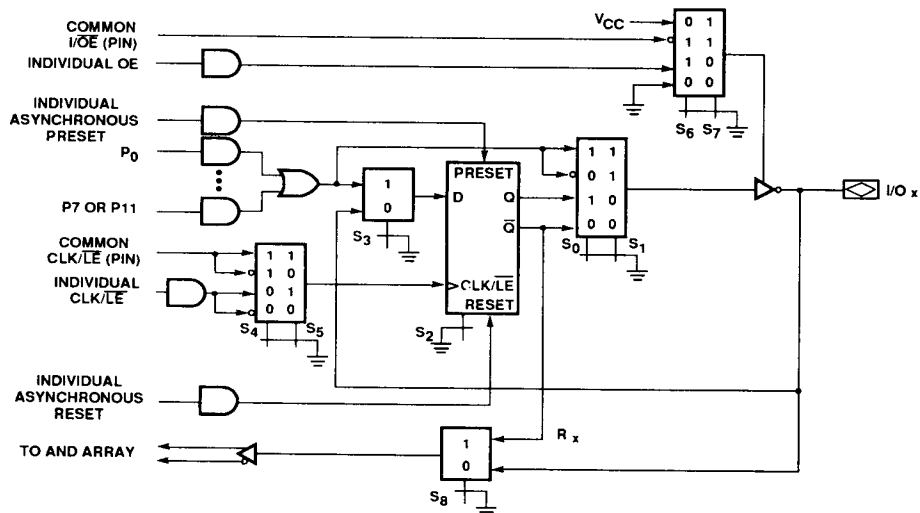 COMMON
I/OE (PIN)
INDIVIDUAL OE
VCC
0 1
1 1
1 0
0 0
S6 S7
INDIVIDUAL
ASYNCHRONOUS
PRESET
P0
P7 OR P11
1
0
S3
PRESET
D Q
Q
CLK/LE
RESET
S2
1 1
0 1
1 0
0 0
S0 S1
I/Ox
COMMON
CLK/LE (PIN)
INDIVIDUAL
CLK/LE
1 1
1 0
0 1
0 0
S4 S5
INDIVIDUAL
ASYNCHRONOUS
RESET
Rx
TO AND ARRAY
1
0
S8